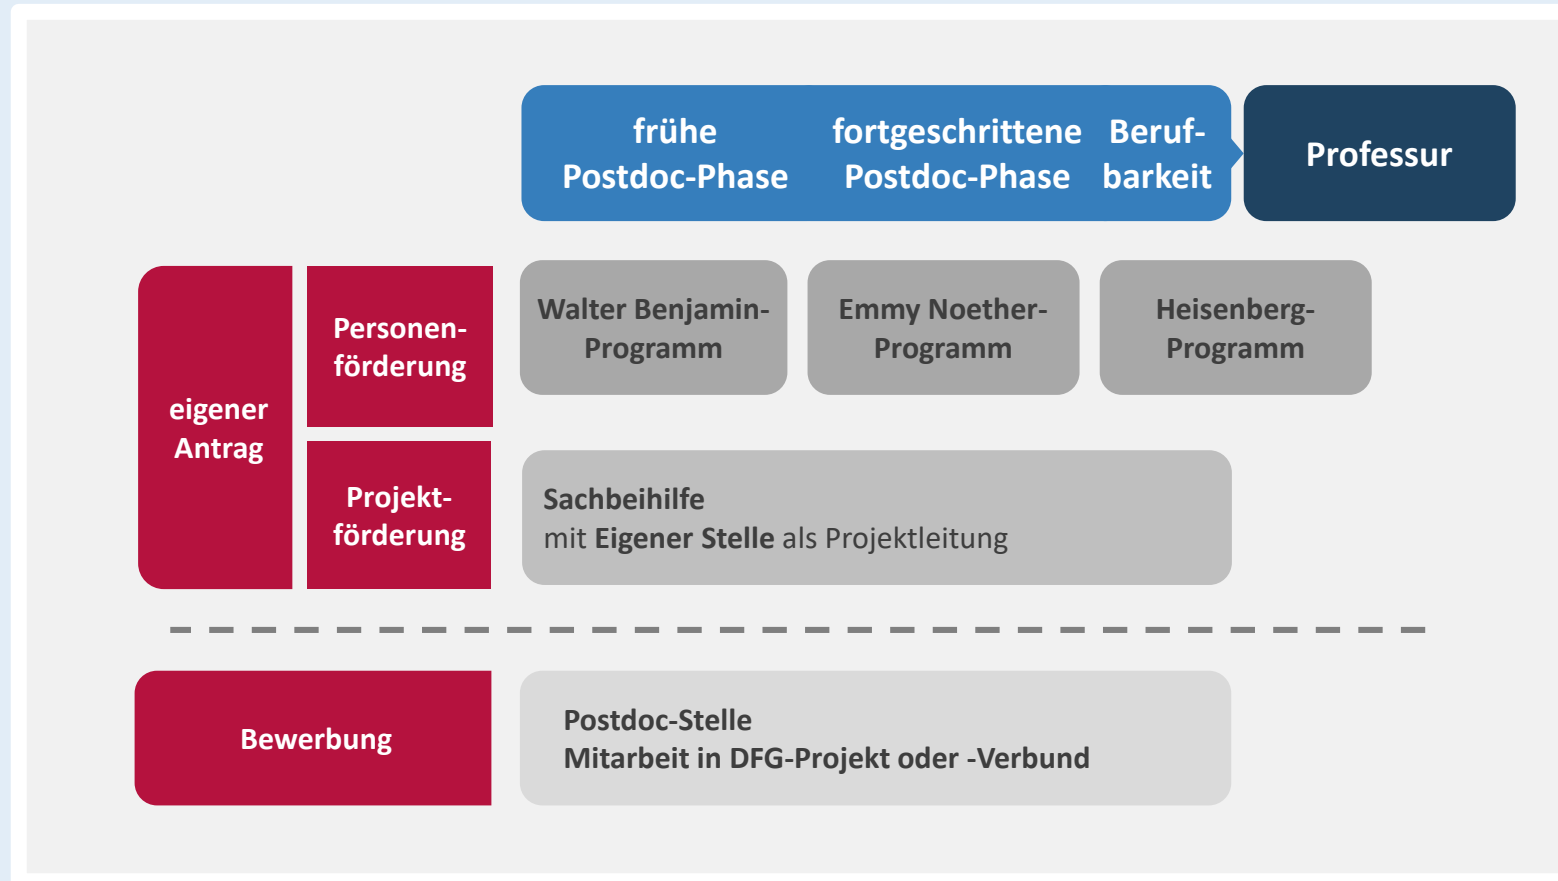 frühe
Postdoc-Phase
fortgeschrittene
Postdoc-Phase
Beruf-
barkeit
Professur
eigener
Antrag
Personen-
förderung
Walter Benjamin-
Programm
Emmy Noether-
Programm
Heisenberg-
Programm
Projekt-
förderung
Sachbeihilfe
mit Eigener Stelle als Projektleitung
Bewerbung
Postdoc-Stelle
Mitarbeit in DFG-Projekt oder -Verbund